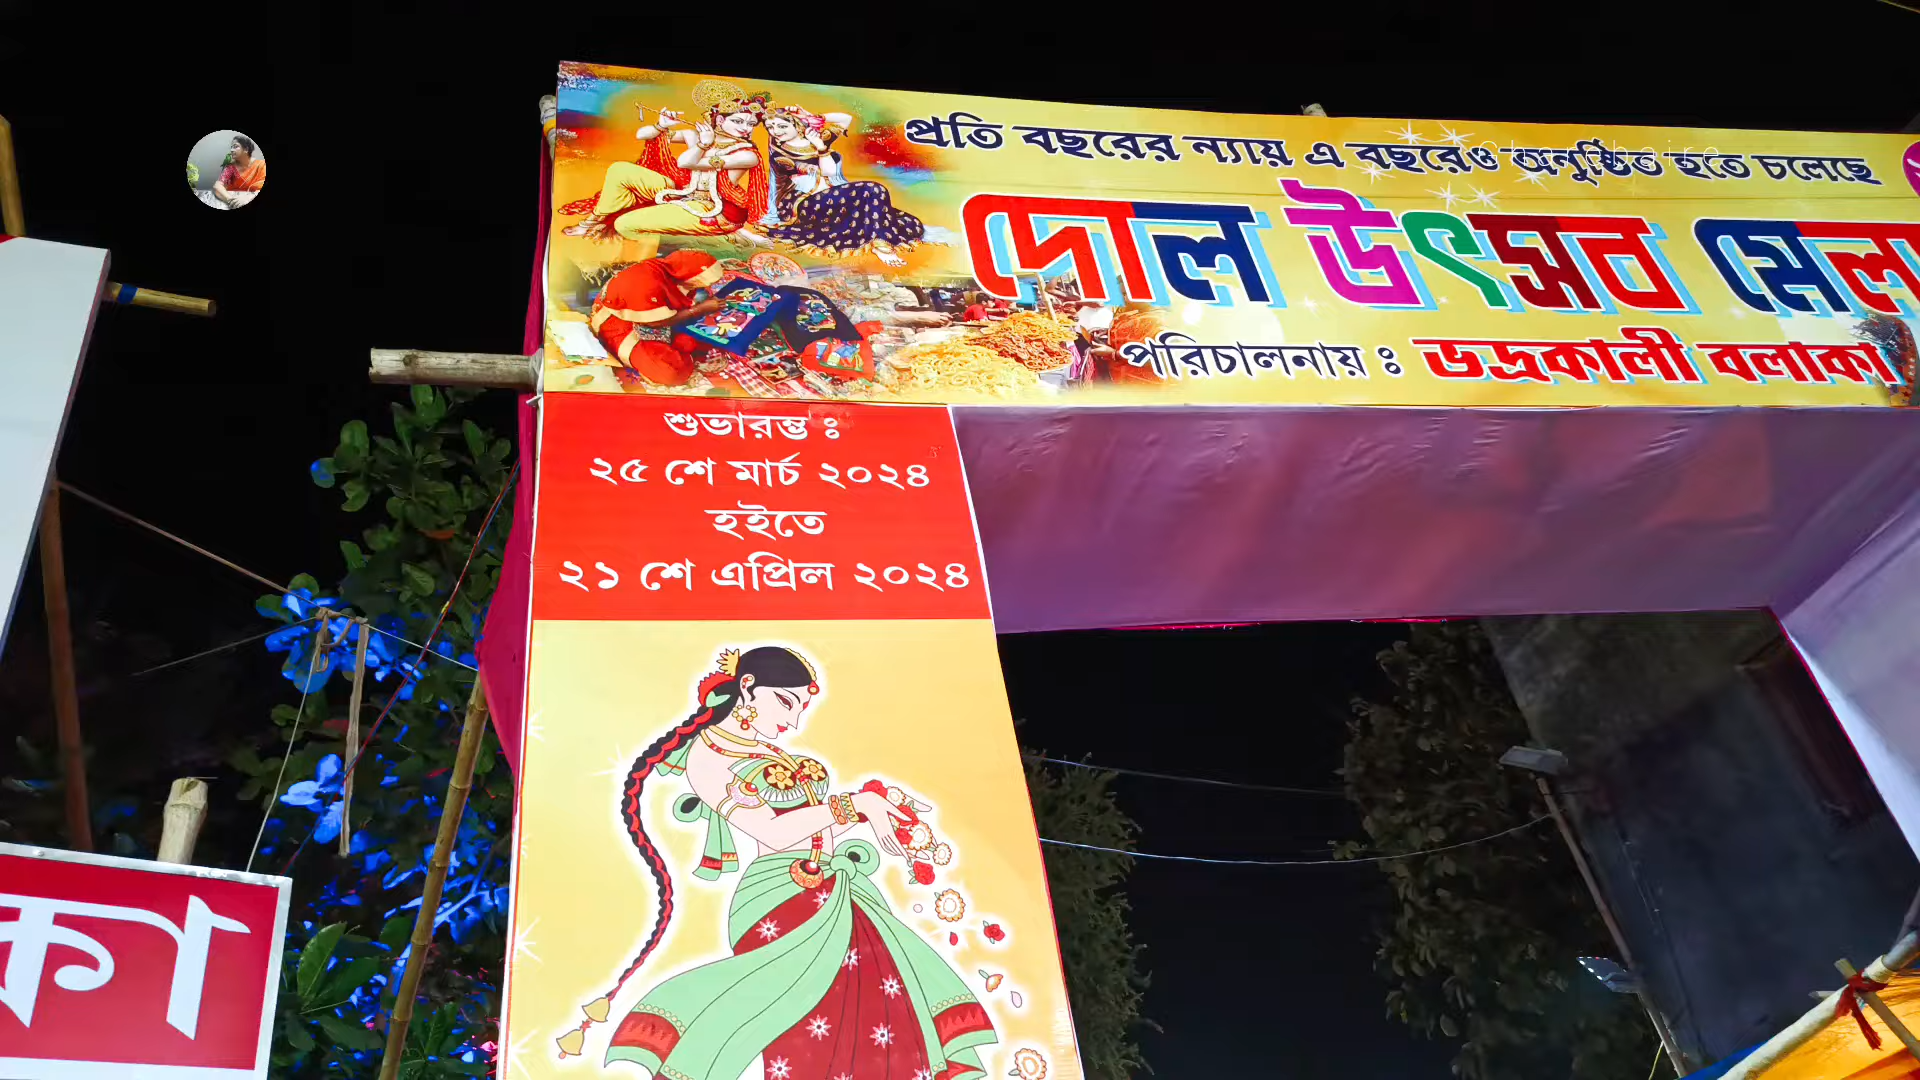 প্রতি বছরের ন্যায় এ বছরেও অনুষ্ঠিত হতে চলেছে
দোল উৎসব মেল
পরিচালনায় ঃ ভদ্রকালী বলাকা
শুভারম্ভ ঃ
২৫ শে মার্চ ২০২৪
হইতে
২১ শে এপ্রিল ২০২৪
কা